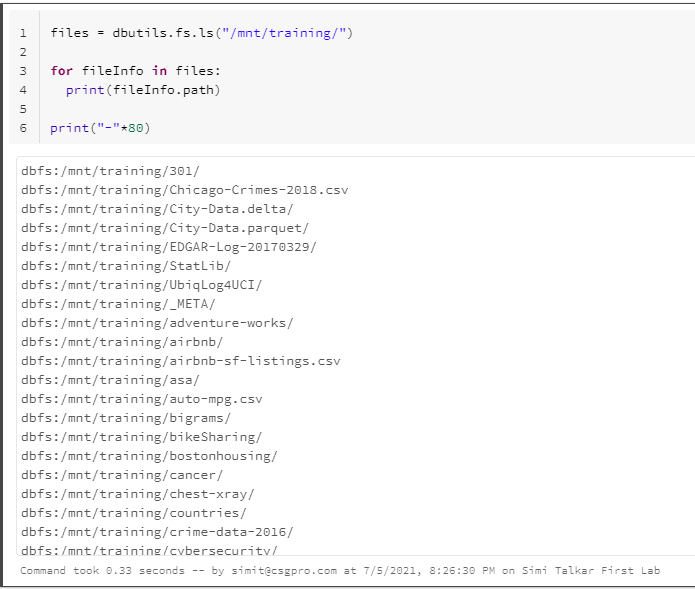 1 files = dbutils.fs.ls("/mnt/training/")
2
3 for fileInfo in files:
4   print(fileInfo.path)
5
6 print("-"*80)
dbfs:/mnt/training/301/
dbfs:/mnt/training/Chicago-Crimes-2018.csv
dbfs:/mnt/training/City-Data.delta/
dbfs:/mnt/training/City-Data.parquet/
dbfs:/mnt/training/EDGAR-Log-20170329/
dbfs:/mnt/training/StatLib/
dbfs:/mnt/training/UbiqLog4UCI/
dbfs:/mnt/training/_META/
dbfs:/mnt/training/adventure-works/
dbfs:/mnt/training/airbnb/
dbfs:/mnt/training/airbnb-sf-listings.csv
dbfs:/mnt/training/asa/
dbfs:/mnt/training/auto-mpg.csv
dbfs:/mnt/training/bigrams/
dbfs:/mnt/training/bikeSharing/
dbfs:/mnt/training/bostonhousing/
dbfs:/mnt/training/cancer/
dbfs:/mnt/training/chest-xray/
dbfs:/mnt/training/countries/
dbfs:/mnt/training/crime-data-2016/
dbfs:/mnt/training/cybersecurity/
Command took 0.33 seconds -- by simit@csgpro.com at 7/5/2021, 8:26:30 PM on Simi Talkar First Lab